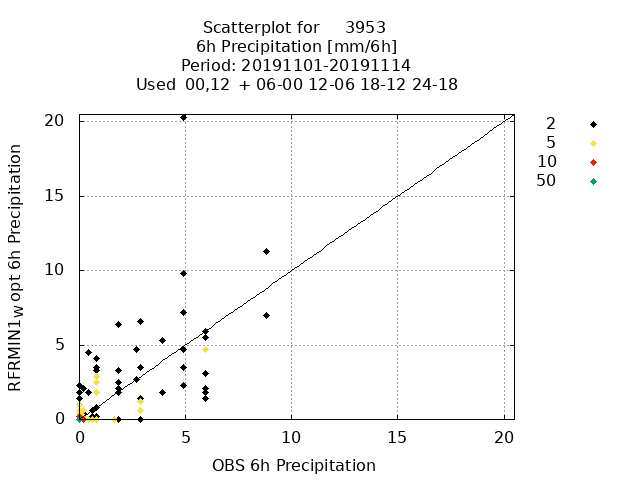 Scatterplot for 3953
6h Precipitation [mm/6h]
Period: 20191101-20191114
Used 00,12 + 06-00 12-06 18-12 24-18
20
15
10
5
0
0 5 10 15 20
RFRMIN1W opt 6h Precipitation
OBS 6h Precipitation
2
5
10
50